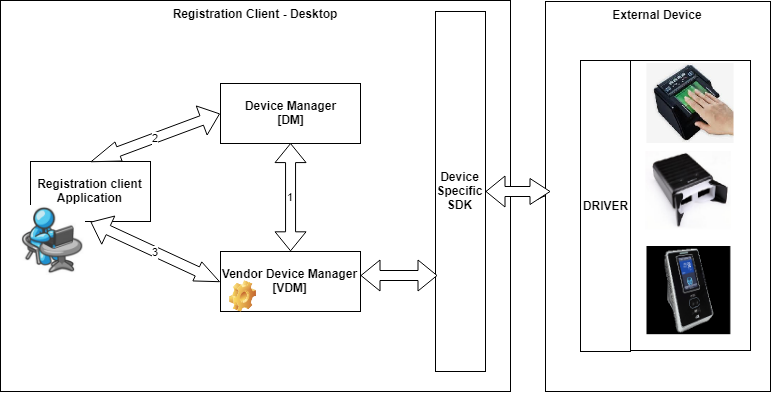 Registration Client - Desktop
External Device
Device Manager
[DM]
2
Registration client
Application
1
Device
Specific
SDK
DRIVER
3
Vendor Device Manager
[VDM]